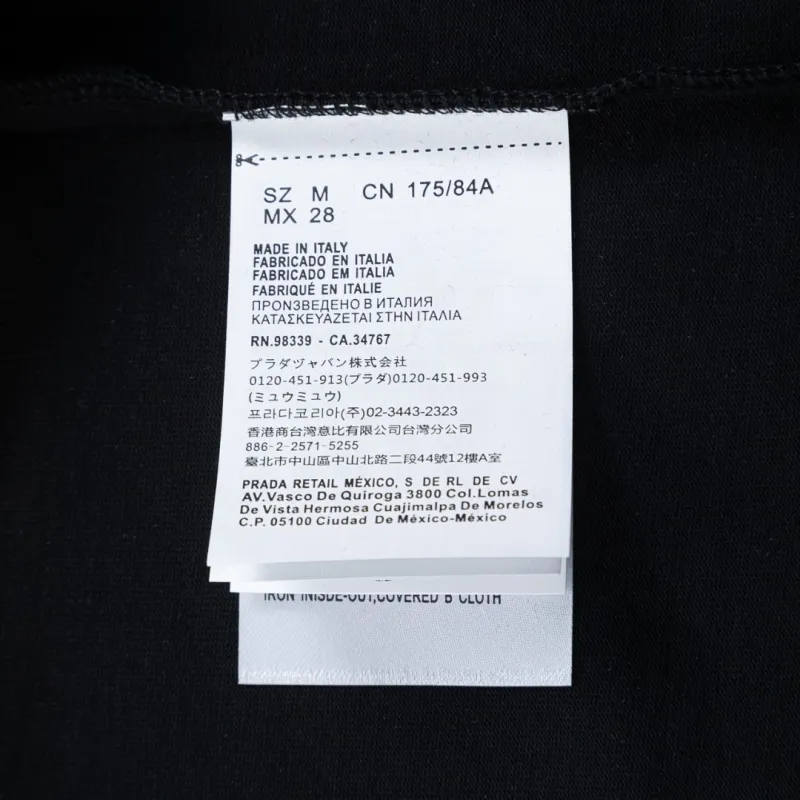 SZ M CN 175/84A
MX 28
MADE IN ITALY
FABRICADO EN ITALIA
FABRICADO EM ITALIA
FABRIQUÉ EN ITALIE
ПРОНЗВЕДЕНО В ИТАЛИЯ
ΚΑΤΑΣΚΕΥΑΖΕΤΑΙ ΣΤΗΝ ΙΤΑΛΙΑ
RN.98339 - CA.34767
プラダヅャバン株式会社
0120-451-913(プラダ)0120-451-993
(ミュウミュウ)
프라다코리아(주)02-3443-2323
香港商台灣意比有限公司台灣分公司
886-2-2571-5255
臺北市中山區中山北路二段44號12樓A室
PRADA RETAIL MÉXICO, S DE RL DE CV
AV.Vasco De Quiroga 3800 Col.Lomas
De Vista Hermosa Cuajimalpa De Morelos
C.P. 05100 Ciudad De México-México
IRON INISDE-OUT,COVERED B CLOTH